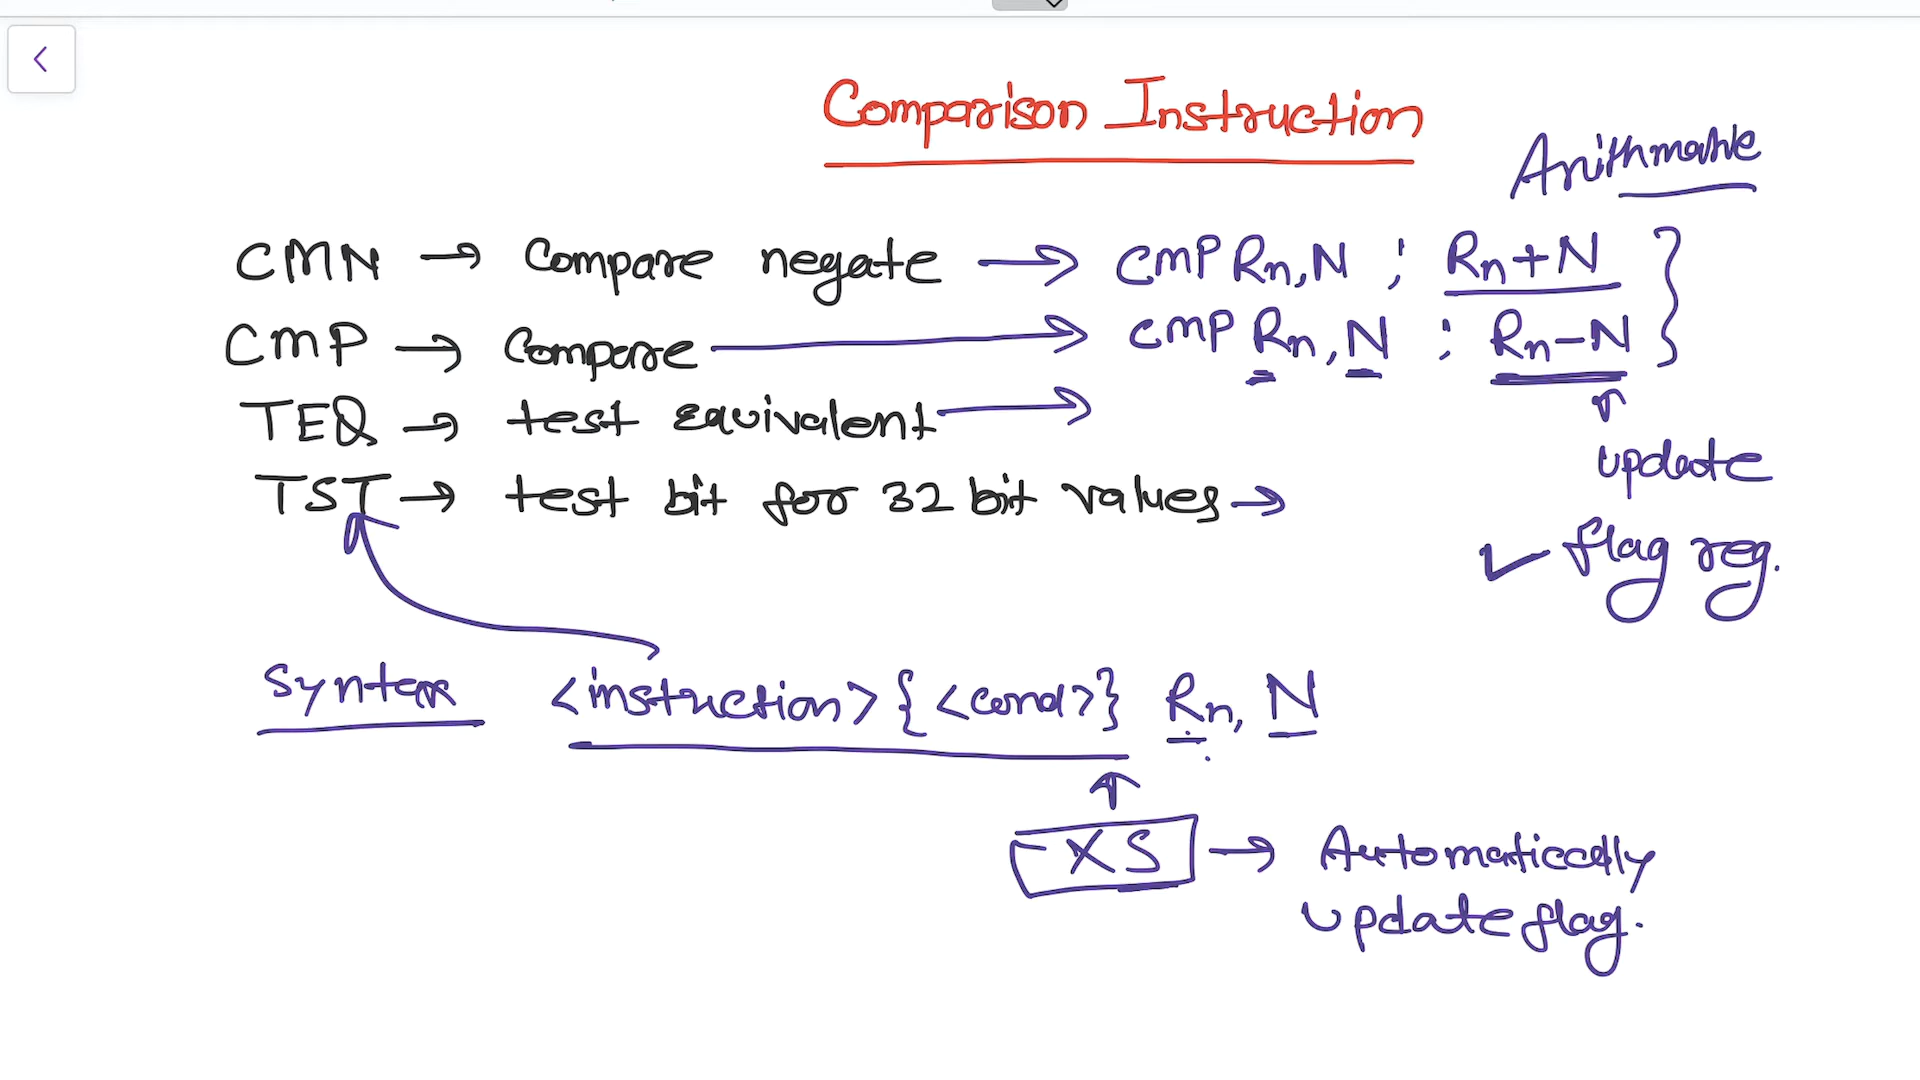 Comparison Instruction
Arithmatic
CMN → Compare negate → CMP Rn, N ; Rn+N
CMP → Compare → CMP Rn, N ; Rn-N
TEQ → test equivalent →
TST → test bit for 32 bit values →
update
✓ flag reg.
Syntax <instruction>{<cond>} Rn, N
XS → Automatically
update flag.